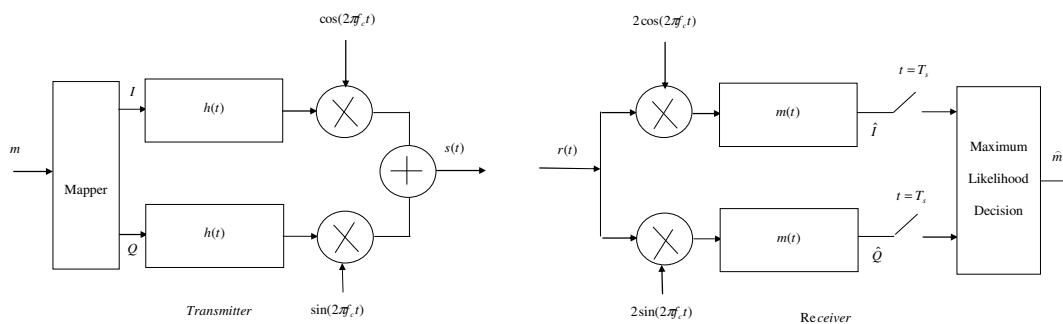 cos(2πf_c t)
I
h(t)
m
Mapper
s(t)
Q
h(t)
sin(2πf_c t)
Transmitter
2cos(2πf_c t)
t = T_s
m(t)
Î
r(t)
Maximum
Likelihood
Decision
m̂
t = T_s
m(t)
Q̂
2sin(2πf_c t)
Receiver